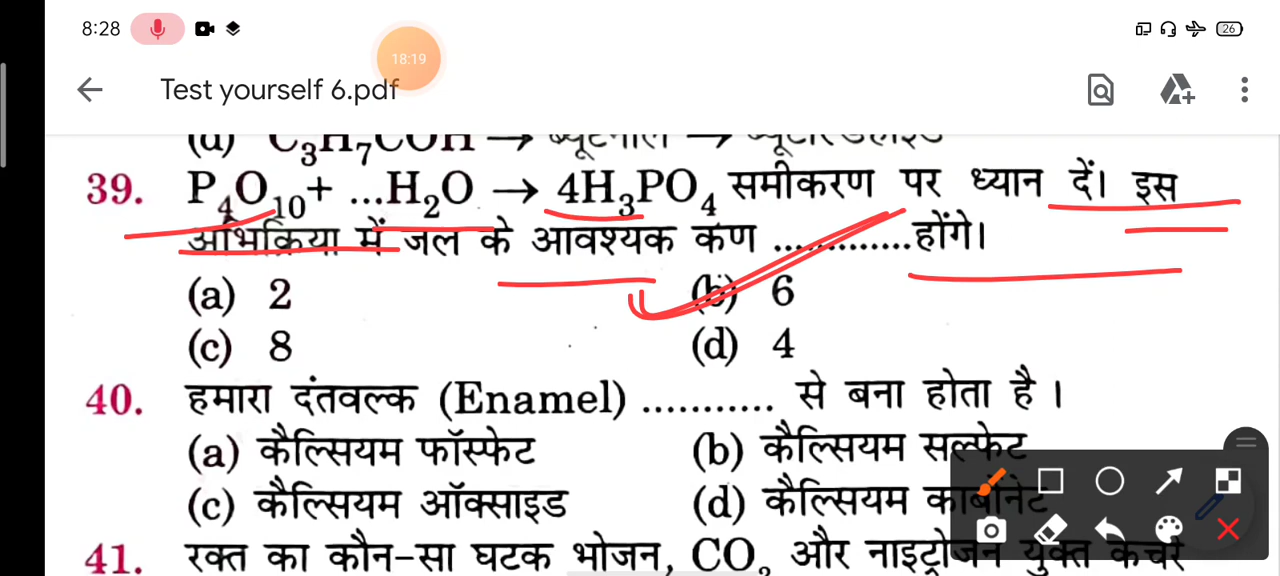 8:28
26
18:19
Test yourself 6.pdf
(d) C₃H₇COH →
39. P₄O₁₀ + ...H₂O → 4H₃PO₄ समीकरण पर ध्यान दें। इस
अभिक्रिया में जल के आवश्यक कण .............होंगे।
(a) 2 (b) 6
(c) 8 (d) 4
40. हमारा दंतवल्क (Enamel) ........... से बना होता है ।
(a) कैल्सियम फॉस्फेट (b) कैल्सियम सल्फेट
(c) कैल्सियम ऑक्साइड (d) कैल्सियम कार्बोनेट
41. रक्त का कौन-सा घटक भोजन, CO₂ और नाइट्रोजन युक्त कचरे